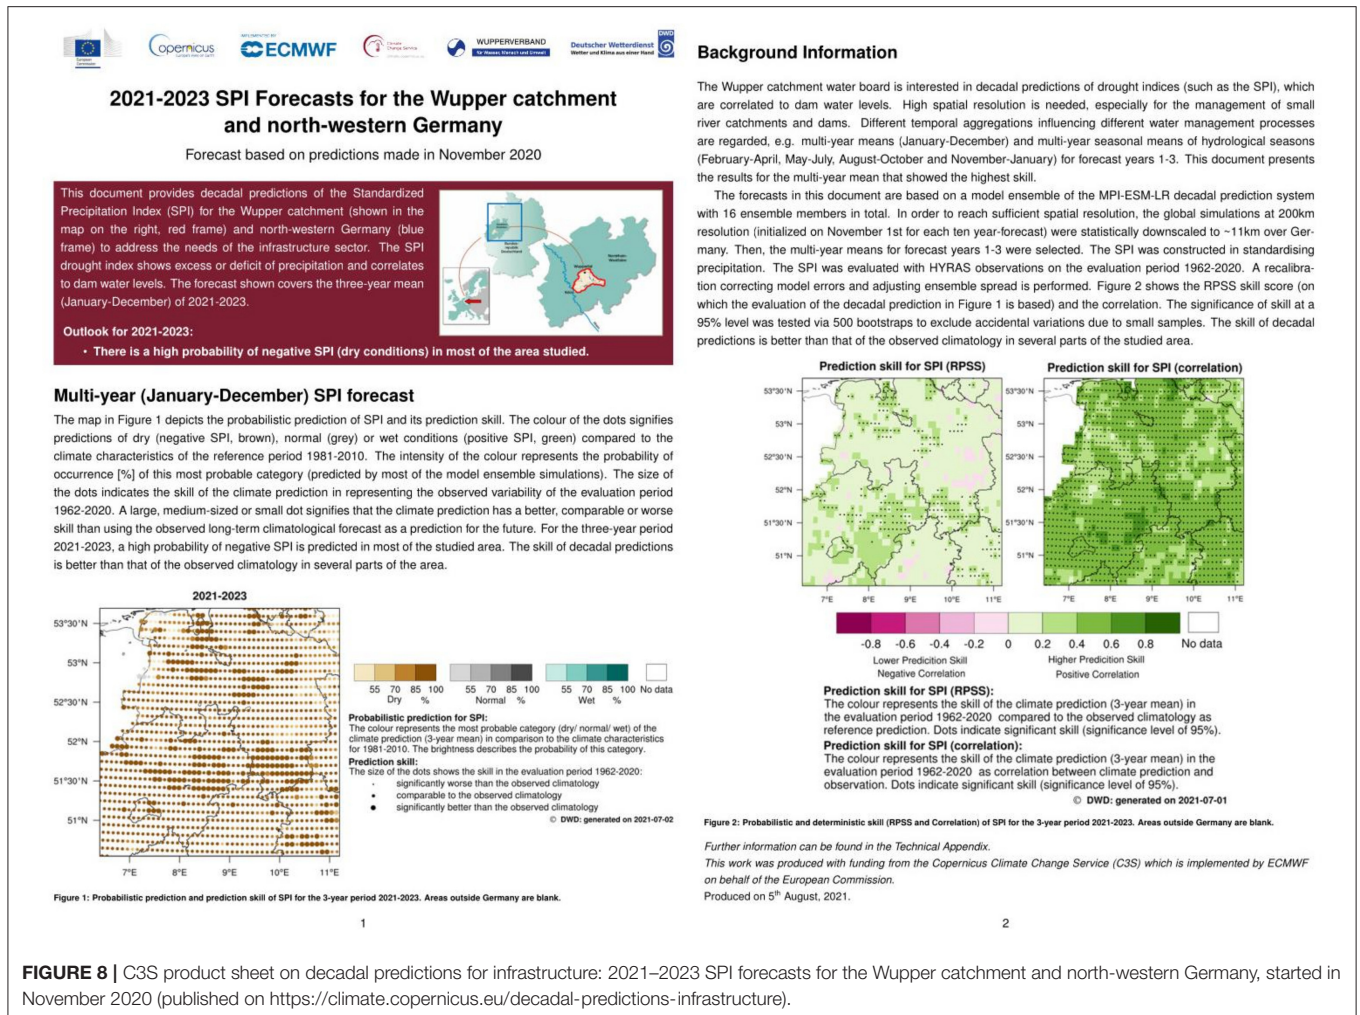 European
Commission
Copernicus
IMPLEMENTED BY
ECMWF
Climate
Change Service
WUPPERVERBAND
für Wasser, Mensch und Umwelt
Deutscher Wetterdienst
Wetter und Klima aus einer Hand
DWD
2021-2023 SPI Forecasts for the Wupper catchment
and north-western Germany
Forecast based on predictions made in November 2020
This document provides decadal predictions of the Standardized
Precipitation Index (SPI) for the Wupper catchment (shown in the
map on the right, red frame) and north-western Germany (blue
frame) to address the needs of the infrastructure sector. The SPI
drought index shows excess or deficit of precipitation and correlates
to dam water levels. The forecast shown covers the three-year mean
(January-December) of 2021-2023.
Outlook for 2021-2023:
• There is a high probability of negative SPI (dry conditions) in most of the area studied.
Multi-year (January-December) SPI forecast
The map in Figure 1 depicts the probabilistic prediction of SPI and its prediction skill. The colour of the dots signifies
predictions of dry (negative SPI, brown), normal (grey) or wet conditions (positive SPI, green) compared to the
climate characteristics of the reference period 1981-2010. The intensity of the colour represents the probability of
occurrence [%] of this most probable category (predicted by most of the model ensemble simulations). The size of
the dots indicates the skill of the climate prediction in representing the observed variability of the evaluation period
1962-2020. A large, medium-sized or small dot signifies that the climate prediction has a better, comparable or worse
skill than using the observed long-term climatological forecast as a prediction for the future. For the three-year period
2021-2023, a high probability of negative SPI is predicted in most of the studied area. The skill of decadal predictions
is better than that of the observed climatology in several parts of the area.
2021-2023
53°30'N
53°N
52°30'N
52°N
51°30'N
51°N
7°E 8°E 9°E 10°E 11°E
55 70 85 100 55 70 85 100 55 70 85 100 No data
Dry % Normal % Wet %
Probabilistic prediction for SPI:
The colour represents the most probable category (dry/ normal/ wet) of the
climate prediction (3-year mean) in comparison to the climate characteristics
for 1981-2010. The brightness describes the probability of this category.
Prediction skill:
The size of the dots shows the skill in the evaluation period 1962-2020:
significantly worse than the observed climatology
comparable to the observed climatology
significantly better than the observed climatology
© DWD: generated on 2021-07-02
Figure 1: Probabilistic prediction and prediction skill of SPI for the 3-year period 2021-2023. Areas outside Germany are blank.
1
Background Information
The Wupper catchment water board is interested in decadal predictions of drought indices (such as the SPI), which
are correlated to dam water levels. High spatial resolution is needed, especially for the management of small
river catchments and dams. Different temporal aggregations influencing different water management processes
are regarded, e.g. multi-year means (January-December) and multi-year seasonal means of hydrological seasons
(February-April, May-July, August-October and November-January) for forecast years 1-3. This document presents
the results for the multi-year mean that showed the highest skill.
The forecasts in this document are based on a model ensemble of the MPI-ESM-LR decadal prediction system
with 16 ensemble members in total. In order to reach sufficient spatial resolution, the global simulations at 200km
resolution (initialized on November 1st for each ten year-forecast) were statistically downscaled to ~11km over Ger-
many. Then, the multi-year means for forecast years 1-3 were selected. The SPI was constructed in standardising
precipitation. The SPI was evaluated with HYRAS observations on the evaluation period 1962-2020. A recalibra-
tion correcting model errors and adjusting ensemble spread is performed. Figure 2 shows the RPSS skill score (on
which the evaluation of the decadal prediction in Figure 1 is based) and the correlation. The significance of skill at a
95% level was tested via 500 bootstraps to exclude accidental variations due to small samples. The skill of decadal
predictions is better than that of the observed climatology in several parts of the studied area.
Prediction skill for SPI (RPSS) Prediction skill for SPI (correlation)
53°30'N 53°30'N
53°N 53°N
52°30'N 52°30'N
52°N 52°N
51°30'N 51°30'N
51°N 51°N
7°E 8°E 9°E 10°E 11°E 7°E 8°E 9°E 10°E 11°E
-0.8 -0.6 -0.4 -0.2 0 0.2 0.4 0.6 0.8 No data
Lower Predicition Skill Higher Predicition Skill
Negative Correlation Positive Correlation
Prediction skill for SPI (RPSS):
The colour represents the skill of the climate prediction (3-year mean) in
the evaluation period 1962-2020 compared to the observed climatology as
reference prediction. Dots indicate significant skill (significance level of 95%).
Prediction skill for SPI (correlation):
The colour represents the skill of the climate prediction (3-year mean) in the
evaluation period 1962-2020 as correlation between climate prediction and
observation. Dots indicate significant skill (significance level of 95%).
© DWD: generated on 2021-07-01
Figure 2: Probabilistic and deterministic skill (RPSS and Correlation) of SPI for the 3-year period 2021-2023. Areas outside Germany are blank.
Further information can be found in the Technical Appendix.
This work was produced with funding from the Copernicus Climate Change Service (C3S) which is implemented by ECMWF
on behalf of the European Commission.
Produced on 5th August, 2021.
2
FIGURE 8 | C3S product sheet on decadal predictions for infrastructure: 2021–2023 SPI forecasts for the Wupper catchment and north-western Germany, started in
November 2020 (published on https://climate.copernicus.eu/decadal-predictions-infrastructure).